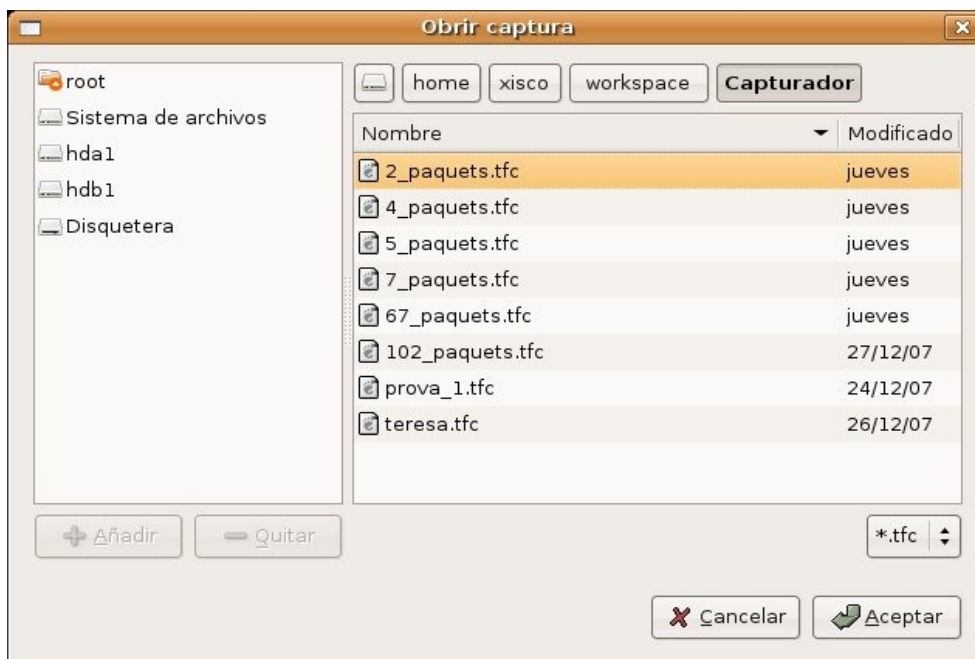 Obrir captura
root
Sistema de archivos
hda1
hdb1
Disquetera
home xisco workspace Capturador
Nombre Modificado
2_paquets.tfc jueves
4_paquets.tfc jueves
5_paquets.tfc jueves
7_paquets.tfc jueves
67_paquets.tfc jueves
102_paquets.tfc 27/12/07
prova_1.tfc 24/12/07
teresa.tfc 26/12/07
Añadir Quitar
*.tfc
Cancelar Aceptar